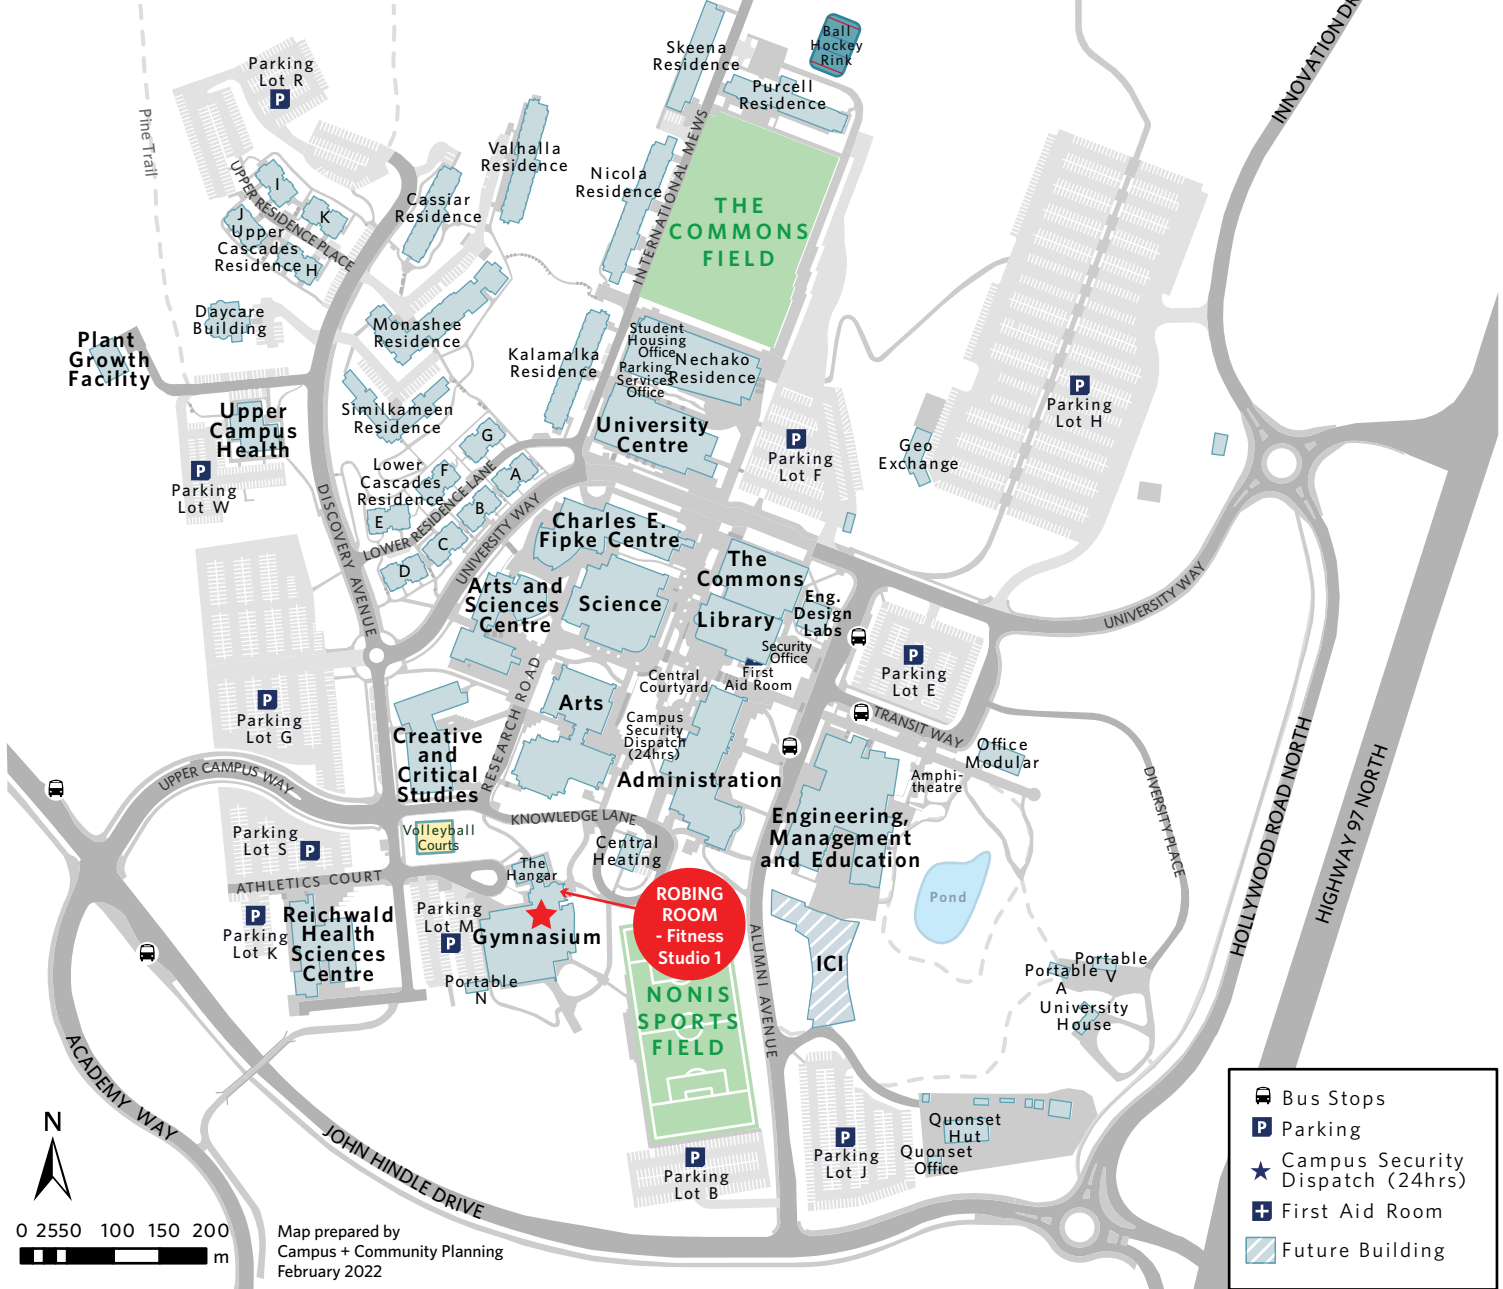 Skeena
Residence
Ball
Hockey
Rink
Purcell
Residence
INNOVATION DR
Parking
Lot R
P
Pine Trail
Valhalla
Residence
Nicola
Residence
INTERNATIONAL MEWS
THE
COMMONS
FIELD
I
UPPER RESIDENCE PLACE
K
J
Upper
Cascades
Residence
H
Cassiar
Residence
Daycare
Building
Monashee
Residence
Plant
Growth
Facility
Kalamalka
Residence
Student
Housing
Office
Parking
Services
Office
Nechako
Residence
P
Parking
Lot H
Upper
Campus
Health
Similkameen
Residence
University
Centre
P
Parking
Lot F
Geo
Exchange
P
Parking
Lot W
Lower
Cascades
Residence
G
F
A
B
E
C
D
LOWER RESIDENCE LANE
UNIVERSITY WAY
DISCOVERY AVENUE
Charles E.
Fipke Centre
The
Commons
Arts and
Sciences
Centre
Science
Library
Eng.
Design
Labs
Security
Office
First
Aid Room
UNIVERSITY WAY
P
Parking
Lot E
Central
Courtyard
RESEARCH ROAD
Arts
P
Parking
Lot G
Campus
Security
Dispatch
(24hrs)
TRANSIT WAY
Office
Modular
Creative
and
Critical
Studies
Administration
Amphi-
theatre
UPPER CAMPUS WAY
DIVERSITY PLACE
HOLLYWOOD ROAD NORTH
HIGHWAY 97 NORTH
KNOWLEDGE LANE
Engineering,
Management
and Education
Parking
Lot S
P
Volleyball
Courts
Central
Heating
The
Hangar
ATHLETICS COURT
ROBING
ROOM
- Fitness
Studio 1
Pond
P
Parking
Lot K
Reichwald
Health
Sciences
Centre
Parking
Lot M
P
Gymnasium
Portable
N
ALUMNI AVENUE
ICI
NONIS
SPORTS
FIELD
Portable
V
Portable
A
University
House
ACADEMY WAY
JOHN HINDLE DRIVE
Quonset
Hut
Quonset
Office
P
Parking
Lot J
P
Parking
Lot B
N
0 25 50 100 150 200
m
Map prepared by
Campus + Community Planning
February 2022
Bus Stops
P Parking
Campus Security
Dispatch (24hrs)
First Aid Room
Future Building